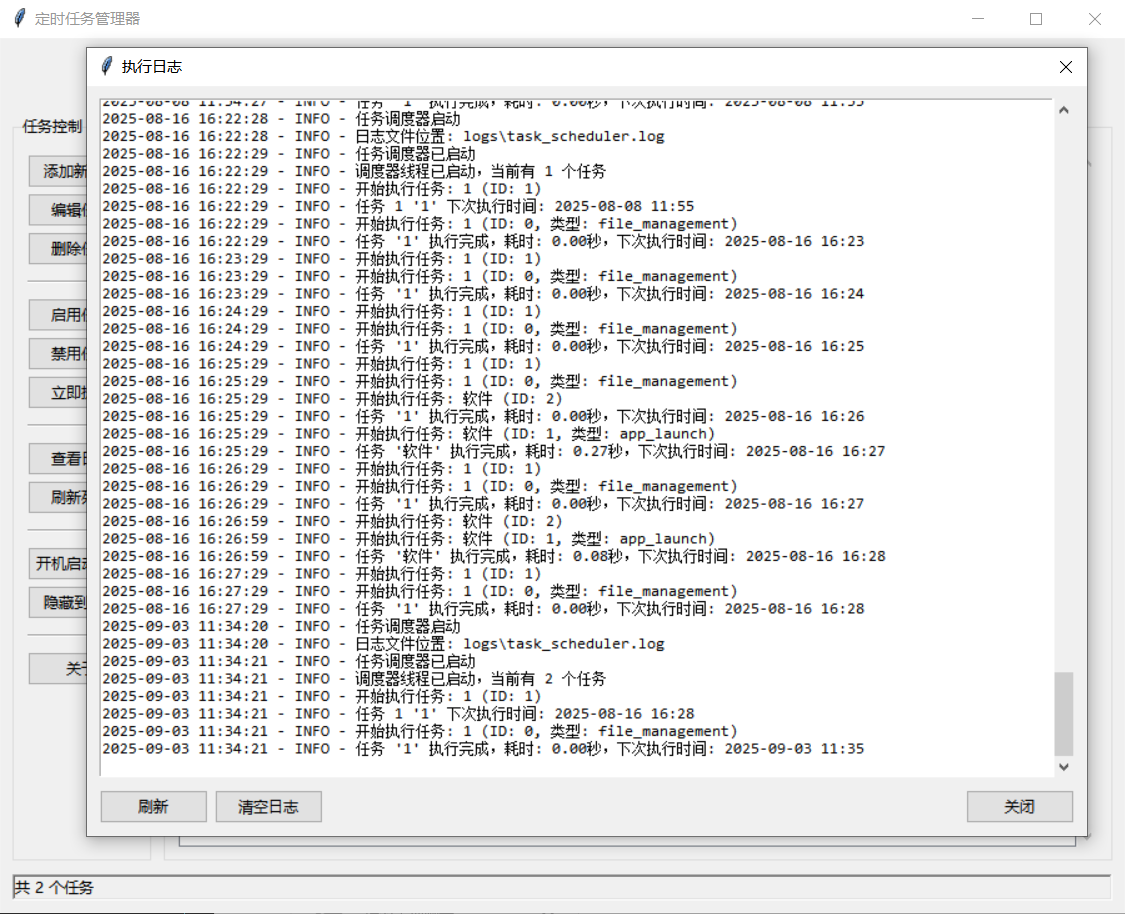 定时任务管理器
执行日志
任务控制
添加新
编辑
删除
启用
禁用
立即
查看
刷新
开机启
隐藏到
关
2025-08-08 11:54:27 - INFO - 任务 '1' 执行完成，耗时: 0.00秒，下次执行时间: 2025-08-08 11:55
2025-08-16 16:22:28 - INFO - 任务调度器启动
2025-08-16 16:22:28 - INFO - 日志文件位置: logs\task_scheduler.log
2025-08-16 16:22:29 - INFO - 任务调度器已启动
2025-08-16 16:22:29 - INFO - 调度器线程已启动，当前有 1 个任务
2025-08-16 16:22:29 - INFO - 开始执行任务: 1 (ID: 1)
2025-08-16 16:22:29 - INFO - 任务 1 '1' 下次执行时间: 2025-08-08 11:55
2025-08-16 16:22:29 - INFO - 开始执行任务: 1 (ID: 0, 类型: file_management)
2025-08-16 16:22:29 - INFO - 任务 '1' 执行完成，耗时: 0.00秒，下次执行时间: 2025-08-16 16:23
2025-08-16 16:23:29 - INFO - 开始执行任务: 1 (ID: 1)
2025-08-16 16:23:29 - INFO - 开始执行任务: 1 (ID: 0, 类型: file_management)
2025-08-16 16:23:29 - INFO - 任务 '1' 执行完成，耗时: 0.00秒，下次执行时间: 2025-08-16 16:24
2025-08-16 16:24:29 - INFO - 开始执行任务: 1 (ID: 1)
2025-08-16 16:24:29 - INFO - 开始执行任务: 1 (ID: 0, 类型: file_management)
2025-08-16 16:24:29 - INFO - 任务 '1' 执行完成，耗时: 0.00秒，下次执行时间: 2025-08-16 16:25
2025-08-16 16:25:29 - INFO - 开始执行任务: 1 (ID: 1)
2025-08-16 16:25:29 - INFO - 开始执行任务: 1 (ID: 0, 类型: file_management)
2025-08-16 16:25:29 - INFO - 开始执行任务: 软件 (ID: 2)
2025-08-16 16:25:29 - INFO - 任务 '1' 执行完成，耗时: 0.00秒，下次执行时间: 2025-08-16 16:26
2025-08-16 16:25:29 - INFO - 开始执行任务: 软件 (ID: 1, 类型: app_launch)
2025-08-16 16:25:29 - INFO - 任务 '软件' 执行完成，耗时: 0.27秒，下次执行时间: 2025-08-16 16:27
2025-08-16 16:26:29 - INFO - 开始执行任务: 1 (ID: 1)
2025-08-16 16:26:29 - INFO - 开始执行任务: 1 (ID: 0, 类型: file_management)
2025-08-16 16:26:29 - INFO - 任务 '1' 执行完成，耗时: 0.00秒，下次执行时间: 2025-08-16 16:27
2025-08-16 16:26:59 - INFO - 开始执行任务: 软件 (ID: 2)
2025-08-16 16:26:59 - INFO - 开始执行任务: 软件 (ID: 1, 类型: app_launch)
2025-08-16 16:26:59 - INFO - 任务 '软件' 执行完成，耗时: 0.08秒，下次执行时间: 2025-08-16 16:28
2025-08-16 16:27:29 - INFO - 开始执行任务: 1 (ID: 1)
2025-08-16 16:27:29 - INFO - 开始执行任务: 1 (ID: 0, 类型: file_management)
2025-08-16 16:27:29 - INFO - 任务 '1' 执行完成，耗时: 0.00秒，下次执行时间: 2025-08-16 16:28
2025-09-03 11:34:20 - INFO - 任务调度器启动
2025-09-03 11:34:20 - INFO - 日志文件位置: logs\task_scheduler.log
2025-09-03 11:34:21 - INFO - 任务调度器已启动
2025-09-03 11:34:21 - INFO - 调度器线程已启动，当前有 2 个任务
2025-09-03 11:34:21 - INFO - 开始执行任务: 1 (ID: 1)
2025-09-03 11:34:21 - INFO - 任务 1 '1' 下次执行时间: 2025-08-16 16:28
2025-09-03 11:34:21 - INFO - 开始执行任务: 1 (ID: 0, 类型: file_management)
2025-09-03 11:34:21 - INFO - 任务 '1' 执行完成，耗时: 0.00秒，下次执行时间: 2025-09-03 11:35
刷新
清空日志
关闭
共 2 个任务